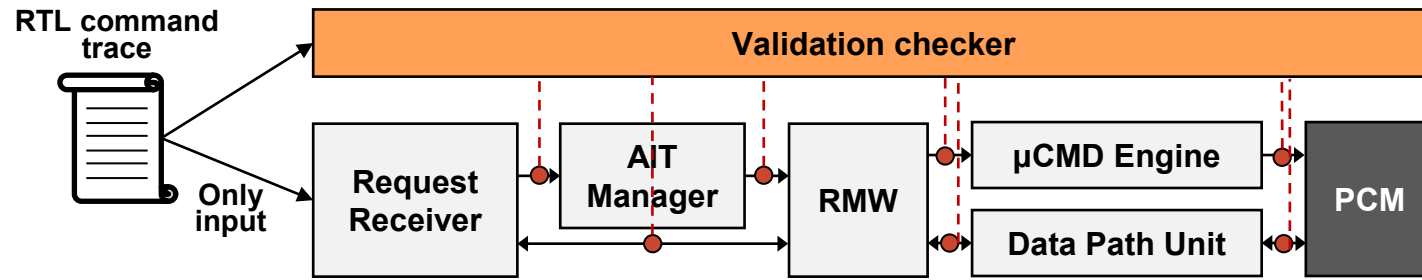 RTL command
trace
Validation checker
Only
input
Request
Receiver
AIT
Manager
RMW
µCMD Engine
Data Path Unit
PCM